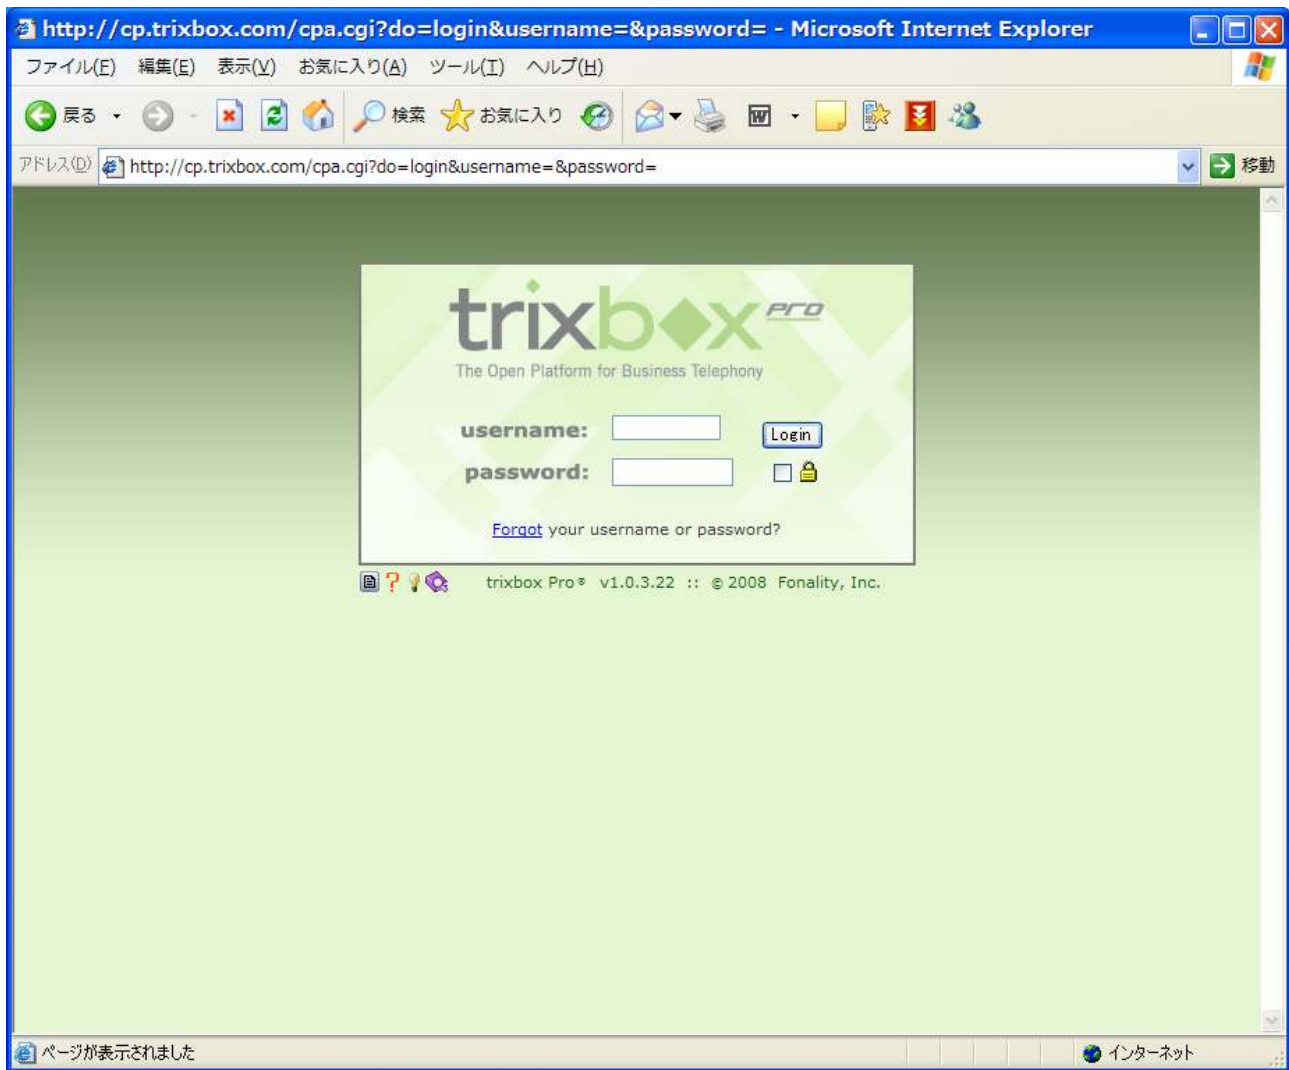 http://cp.trixbox.com/cpa.cgi?do=login&username=&password= - Microsoft Internet Explorer
ファイル(F) 編集(E) 表示(V) お気に入り(A) ツール(T) ヘルプ(H)
戻る 検索 お気に入り
アドレス(D) http://cp.trixbox.com/cpa.cgi?do=login&username=&password= 移動
trixbox pro
The Open Platform for Business Telephony
username: Login
password:
Forgot your username or password?
trixbox Pro® v1.0.3.22 :: © 2008 Fonality, Inc.
ページが表示されました インターネット